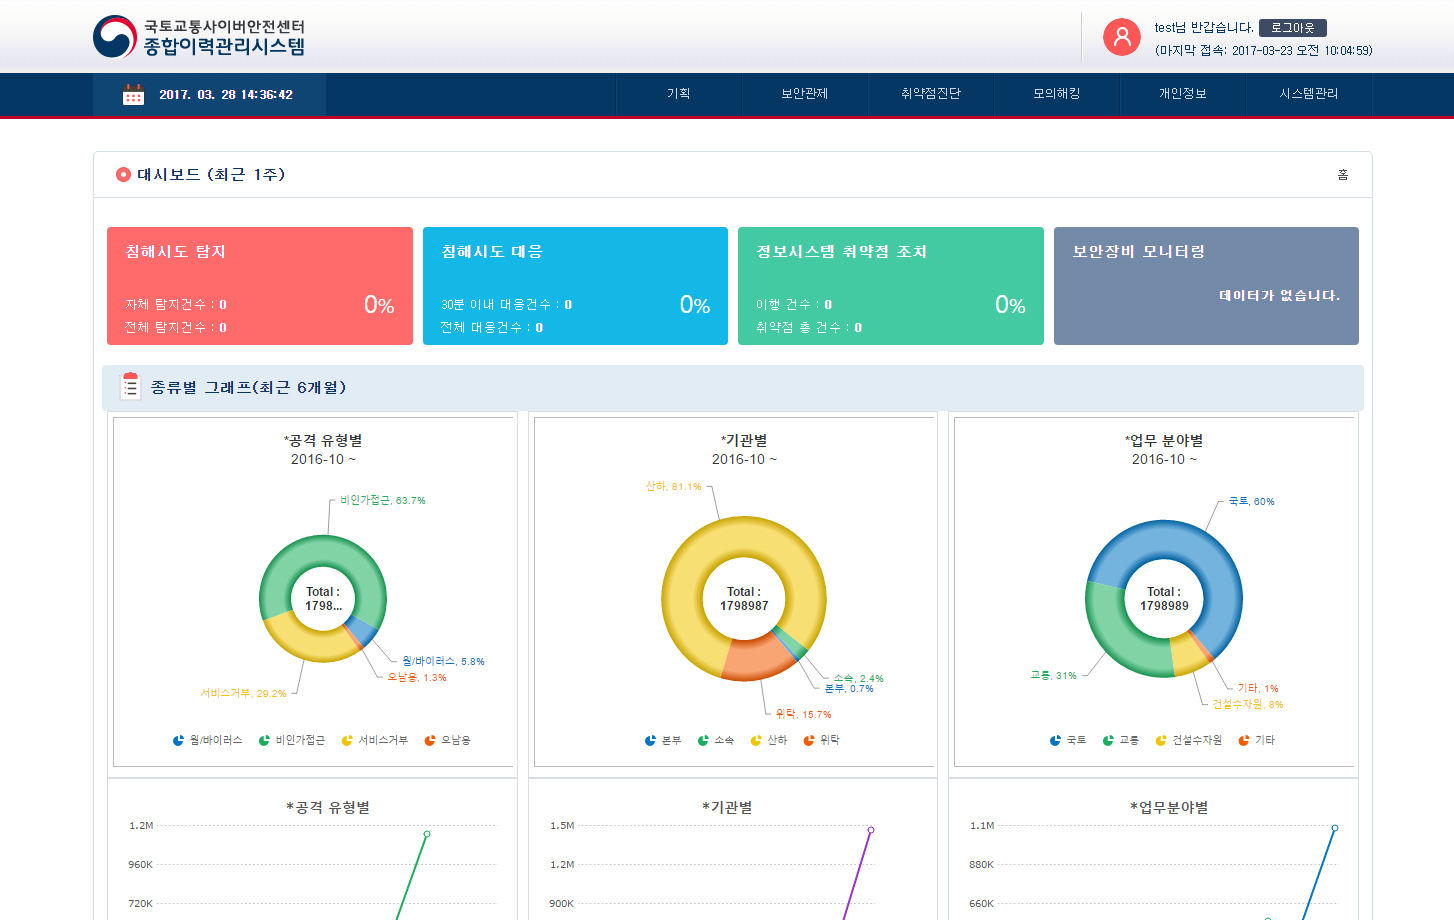 국토교통사이버안전센터
종합이력관리시스템
test님 반갑습니다. 로그아웃
(마지막 접속: 2017-03-23 오전 10:04:59)
2017. 03. 28 14:36:42
기획 보안관제 취약점진단 모의해킹 개인정보 시스템관리
대시보드 (최근 1주)
홈
침해시도 탐지
자체 탐지건수 : 0
전체 탐지건수 : 0
0%
침해시도 대응
30분 이내 대응건수 : 0
전체 대응건수 : 0
0%
정보시스템 취약점 조치
이행 건수 : 0
취약점 총 건수 : 0
0%
보안장비 모니터링
데이터가 없습니다.
종류별 그래프(최근 6개월)
*공격 유형별
2016-10 ~
비인가접근, 63.7%
Total :
1798...
웜/바이러스, 5.8%
오남용, 1.3%
서비스거부, 29.2%
웜/바이러스 비인가접근 서비스거부 오남용
*기관별
2016-10 ~
산하, 81.1%
Total :
1798987
소속, 2.4%
본부, 0.7%
위탁, 15.7%
본부 소속 산하 위탁
*업무 분야별
2016-10 ~
국토, 60%
Total :
1798989
교통, 31%
기타, 1%
건설수자원, 8%
국토 교통 건설수자원 기타
*공격 유형별
1.2M
960K
720K
*기관별
1.5M
1.2M
900K
*업무분야별
1.1M
880K
660K